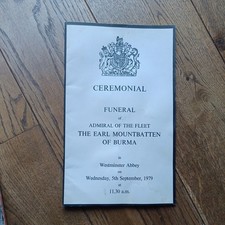 CEREMONIAL
FUNERAL
of
ADMIRAL OF THE FLEET
THE EARL MOUNTBATTEN
OF BURMA
in
Westminster Abbey
on
Wednesday, 5th September, 1979
at
11.30 a.m.